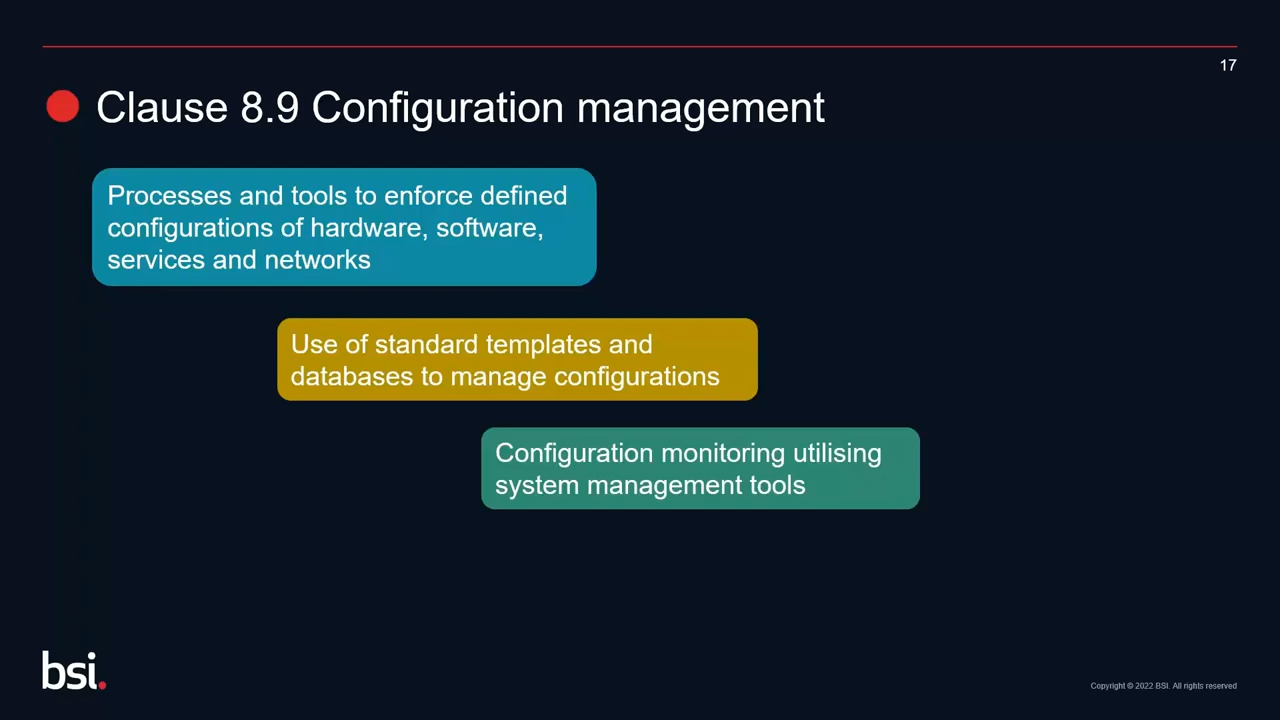 17
Clause 8.9 Configuration management
Processes and tools to enforce defined
configurations of hardware, software,
services and networks
Use of standard templates and
databases to manage configurations
Configuration monitoring utilising
system management tools
bsi.
Copyright © 2022 BSI. All rights reserved